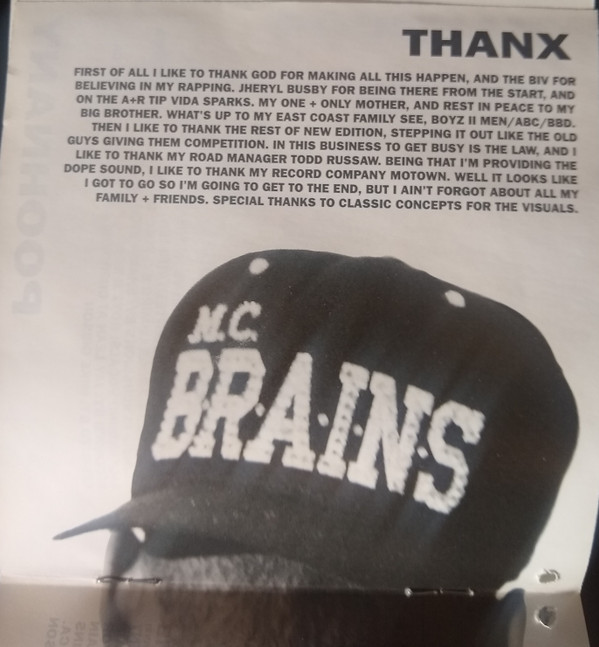 THANX
FIRST OF ALL I LIKE TO THANK GOD FOR MAKING ALL THIS HAPPEN, AND THE BIV FOR
BELIEVING IN MY RAPPING. JHERYL BUSBY FOR BEING THERE FROM THE START, AND
ON THE A+R TIP VIDA SPARKS. MY ONE + ONLY MOTHER, AND REST IN PEACE TO MY
BIG BROTHER. WHAT'S UP TO MY EAST COAST FAMILY SEE, BOYZ II MEN/ABC/BBD.
THEN I LIKE TO THANK THE REST OF NEW EDITION, STEPPING IT OUT LIKE THE OLD
GUYS GIVING THEM COMPETITION. IN THIS BUSINESS TO GET BUSY IS THE LAW, AND I
LIKE TO THANK MY ROAD MANAGER TODD RUSSAW. BEING THAT I'M PROVIDING THE
DOPE SOUND, I LIKE TO THANK MY RECORD COMPANY MOTOWN. WELL IT LOOKS LIKE
I GOT TO GO SO I'M GOING TO GET TO THE END, BUT I AIN'T FORGOT ABOUT ALL MY
FAMILY + FRIENDS. SPECIAL THANKS TO CLASSIC CONCEPTS FOR THE VISUALS.
M.C.
B·R·A·I·N·S